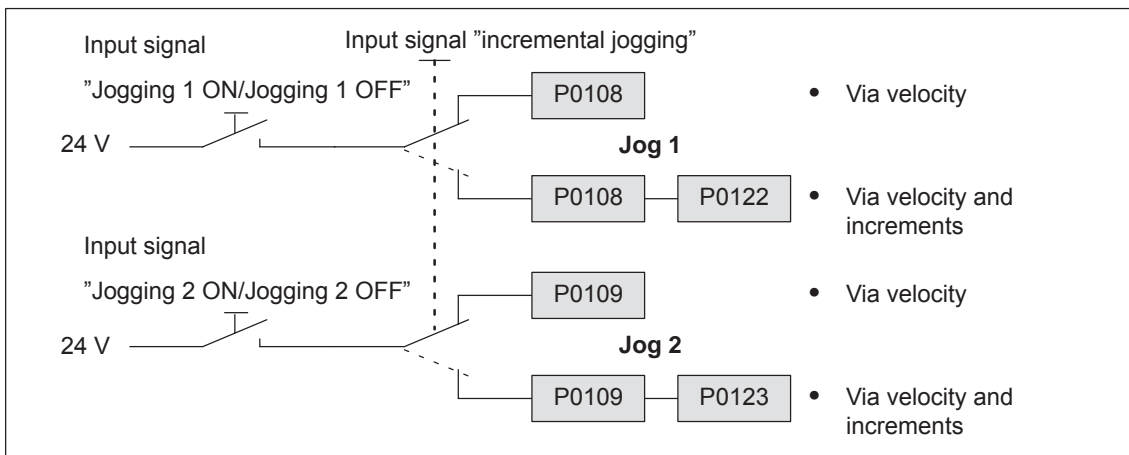 Input signal
Input signal ”incremental jogging”
”Jogging 1 ON/Jogging 1 OFF”
P0108
• Via velocity
24 V
Jog 1
P0108
P0122
• Via velocity and
increments
Input signal
”Jogging 2 ON/Jogging 2 OFF”
P0109
• Via velocity
24 V
Jog 2
P0109
P0123
• Via velocity and
increments